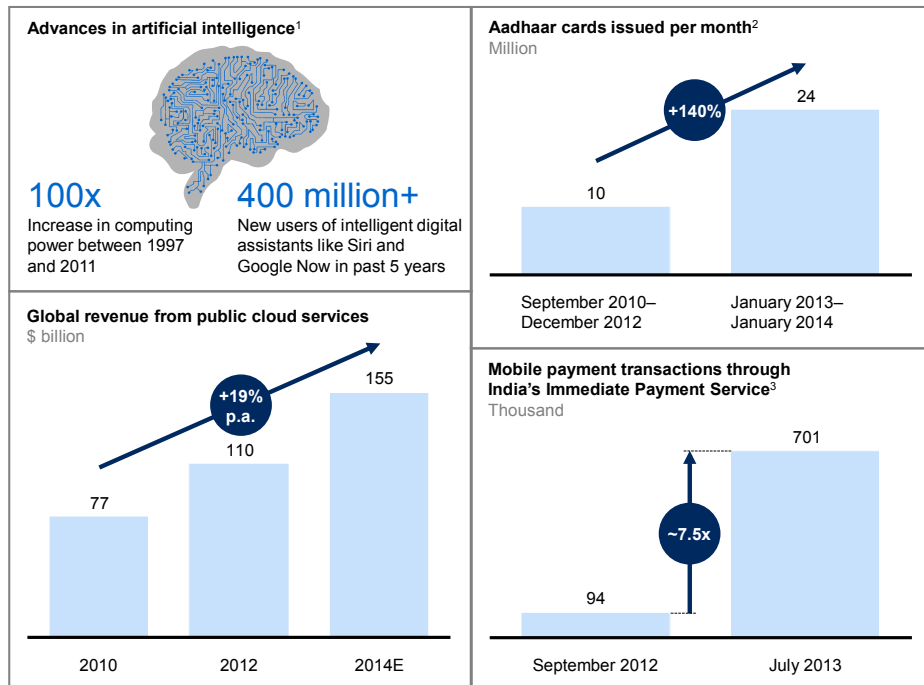 Advances in artificial intelligence1
100x
Increase in computing
power between 1997
and 2011
400 million+
New users of intelligent digital
assistants like Siri and
Google Now in past 5 years
Aadhaar cards issued per month2
Million
+140%
10
24
September 2010–
December 2012
January 2013–
January 2014
Global revenue from public cloud services
$ billion
+19%
p.a.
77
110
155
2010
2012
2014E
Mobile payment transactions through
India's Immediate Payment Service3
Thousand
~7.5x
94
701
September 2012
July 2013